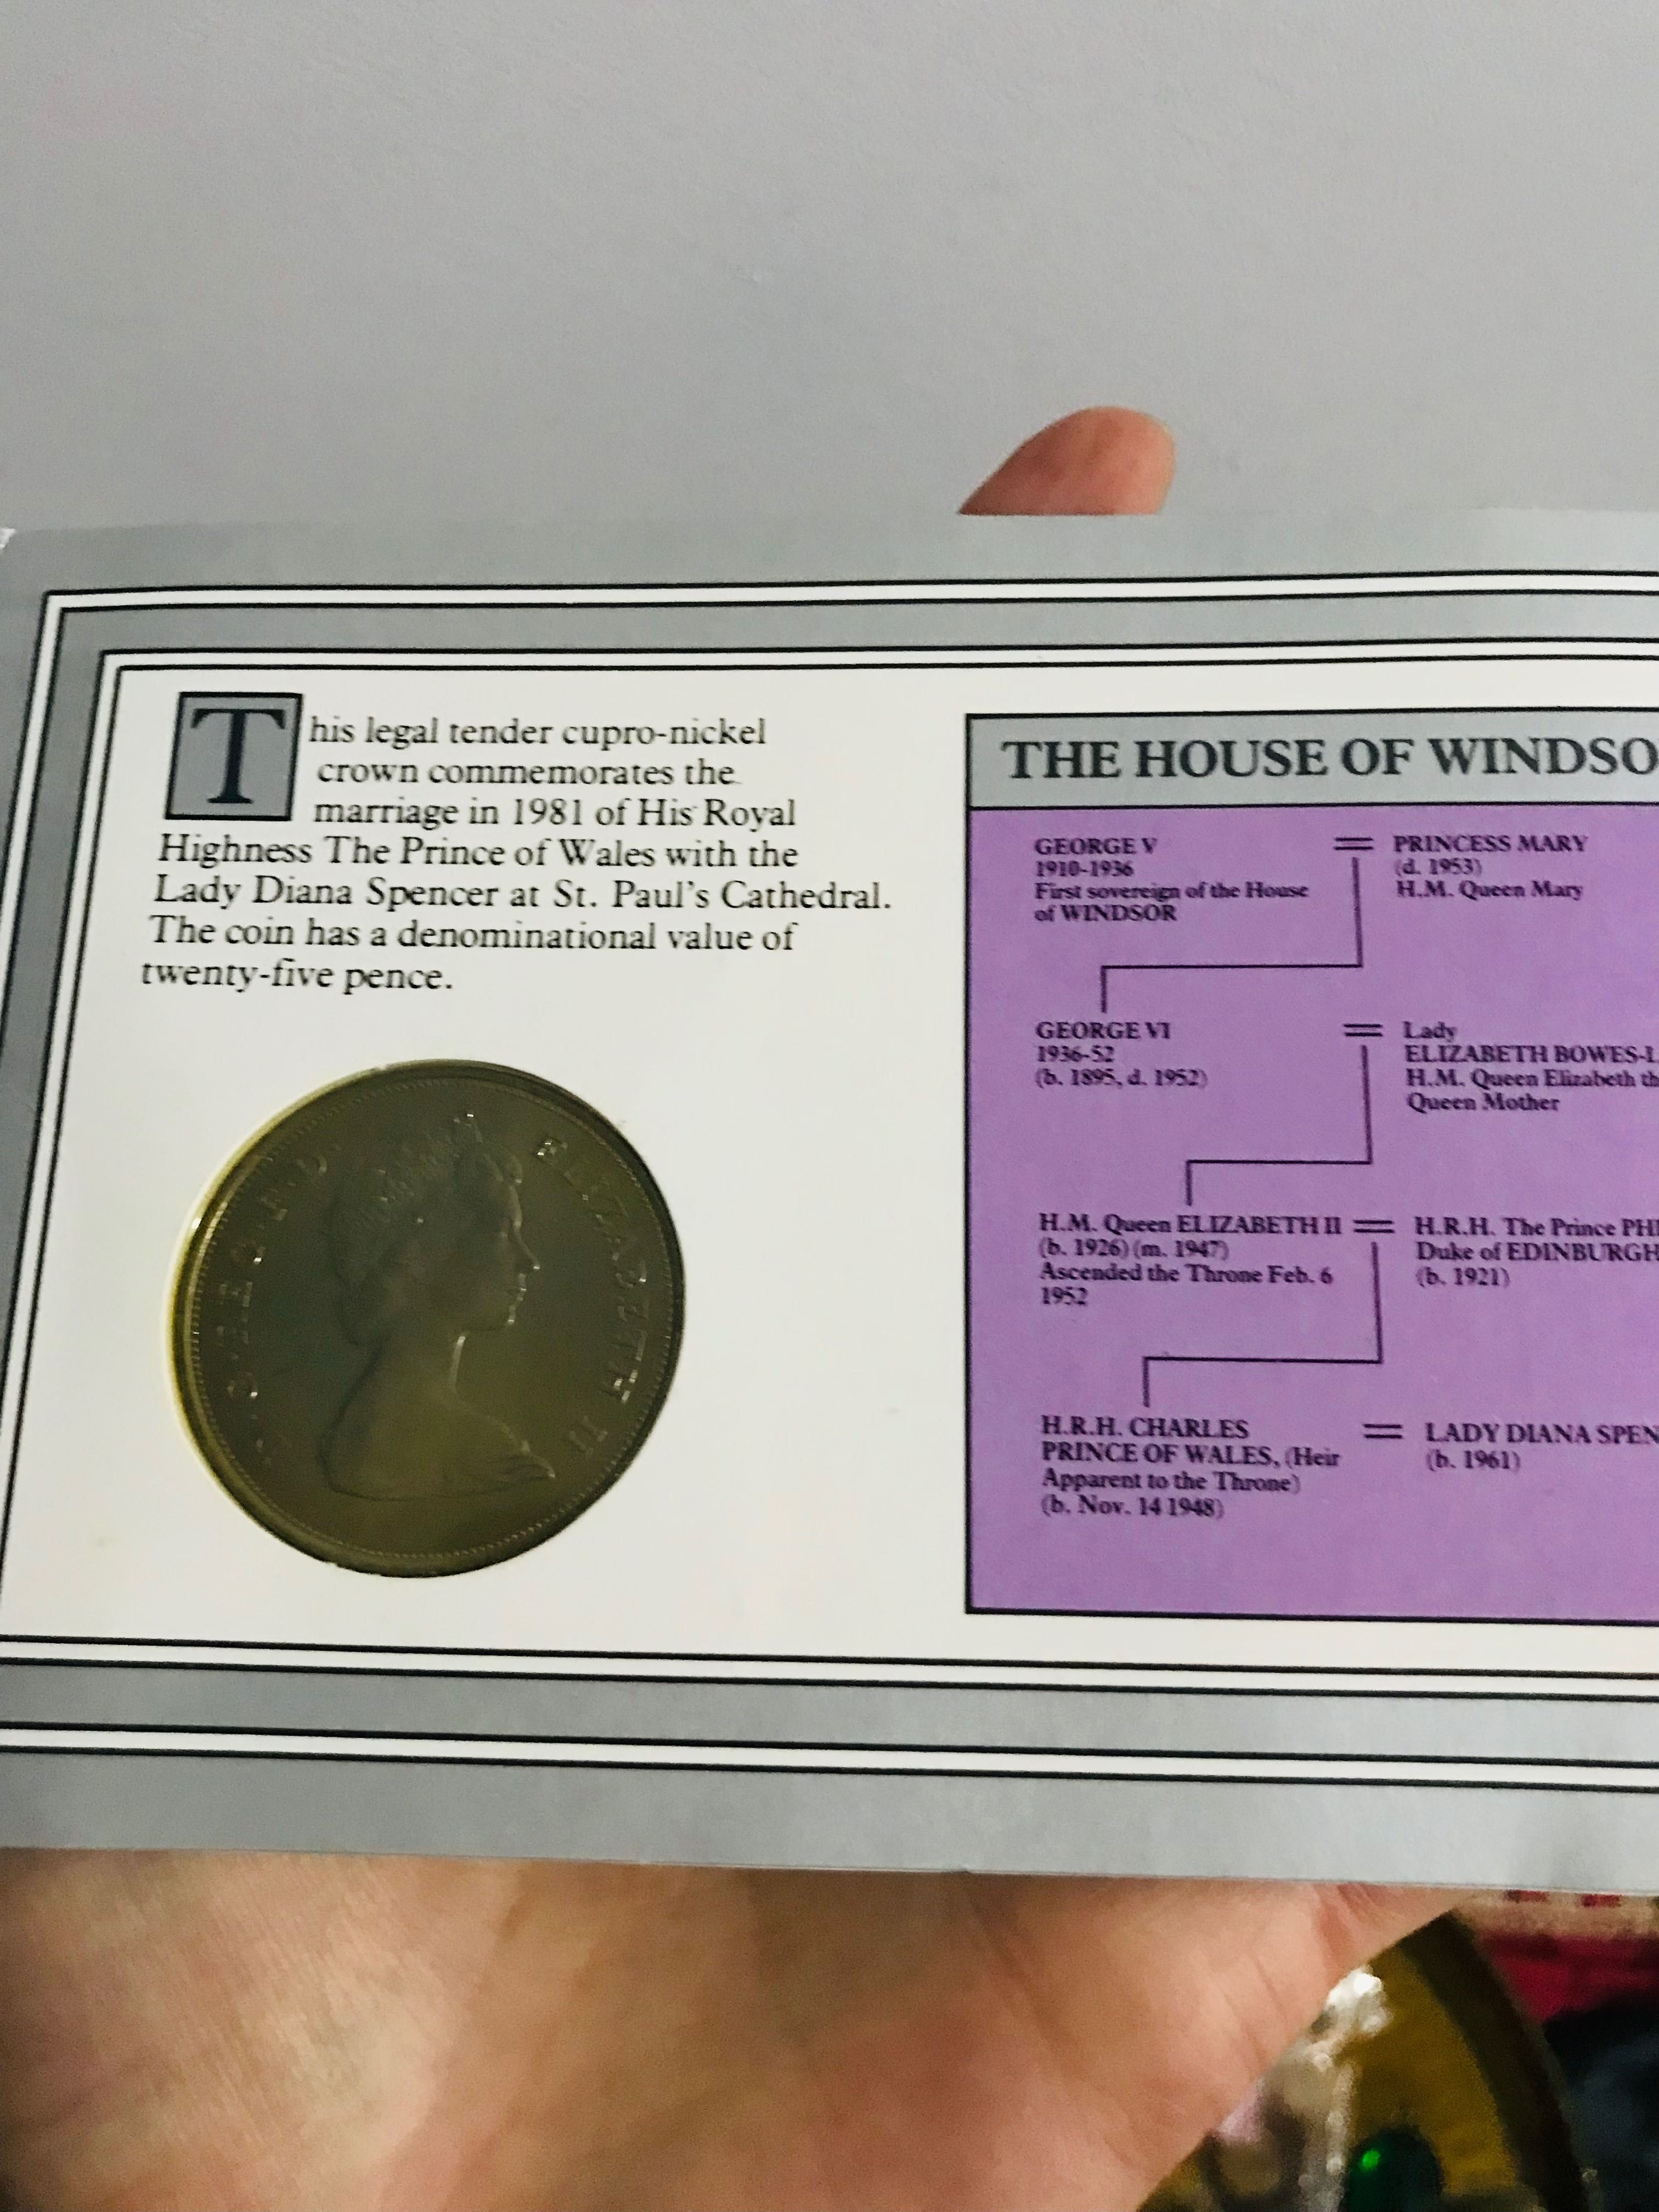 This legal tender cupro-nickel
crown commemorates the
marriage in 1981 of His Royal
Highness The Prince of Wales with the
Lady Diana Spencer at St. Paul's Cathedral.
The coin has a denominational value of
twenty-five pence.
ELIZABETH II
THE HOUSE OF WINDSO
GEORGE V = PRINCESS MARY
1910-1936 (d. 1953)
First sovereign of the House H.M. Queen Mary
of WINDSOR
GEORGE VI = Lady
1936-52 ELIZABETH BOWES-L
(b. 1895, d. 1952) H.M. Queen Elizabeth th
Queen Mother
H.M. Queen ELIZABETH II = H.R.H. The Prince PHI
(b. 1926) (m. 1947) Duke of EDINBURGH
Ascended the Throne Feb. 6 (b. 1921)
1952
H.R.H. CHARLES = LADY DIANA SPEN
PRINCE OF WALES, (Heir (b. 1961)
Apparent to the Throne)
(b. Nov. 14 1948)